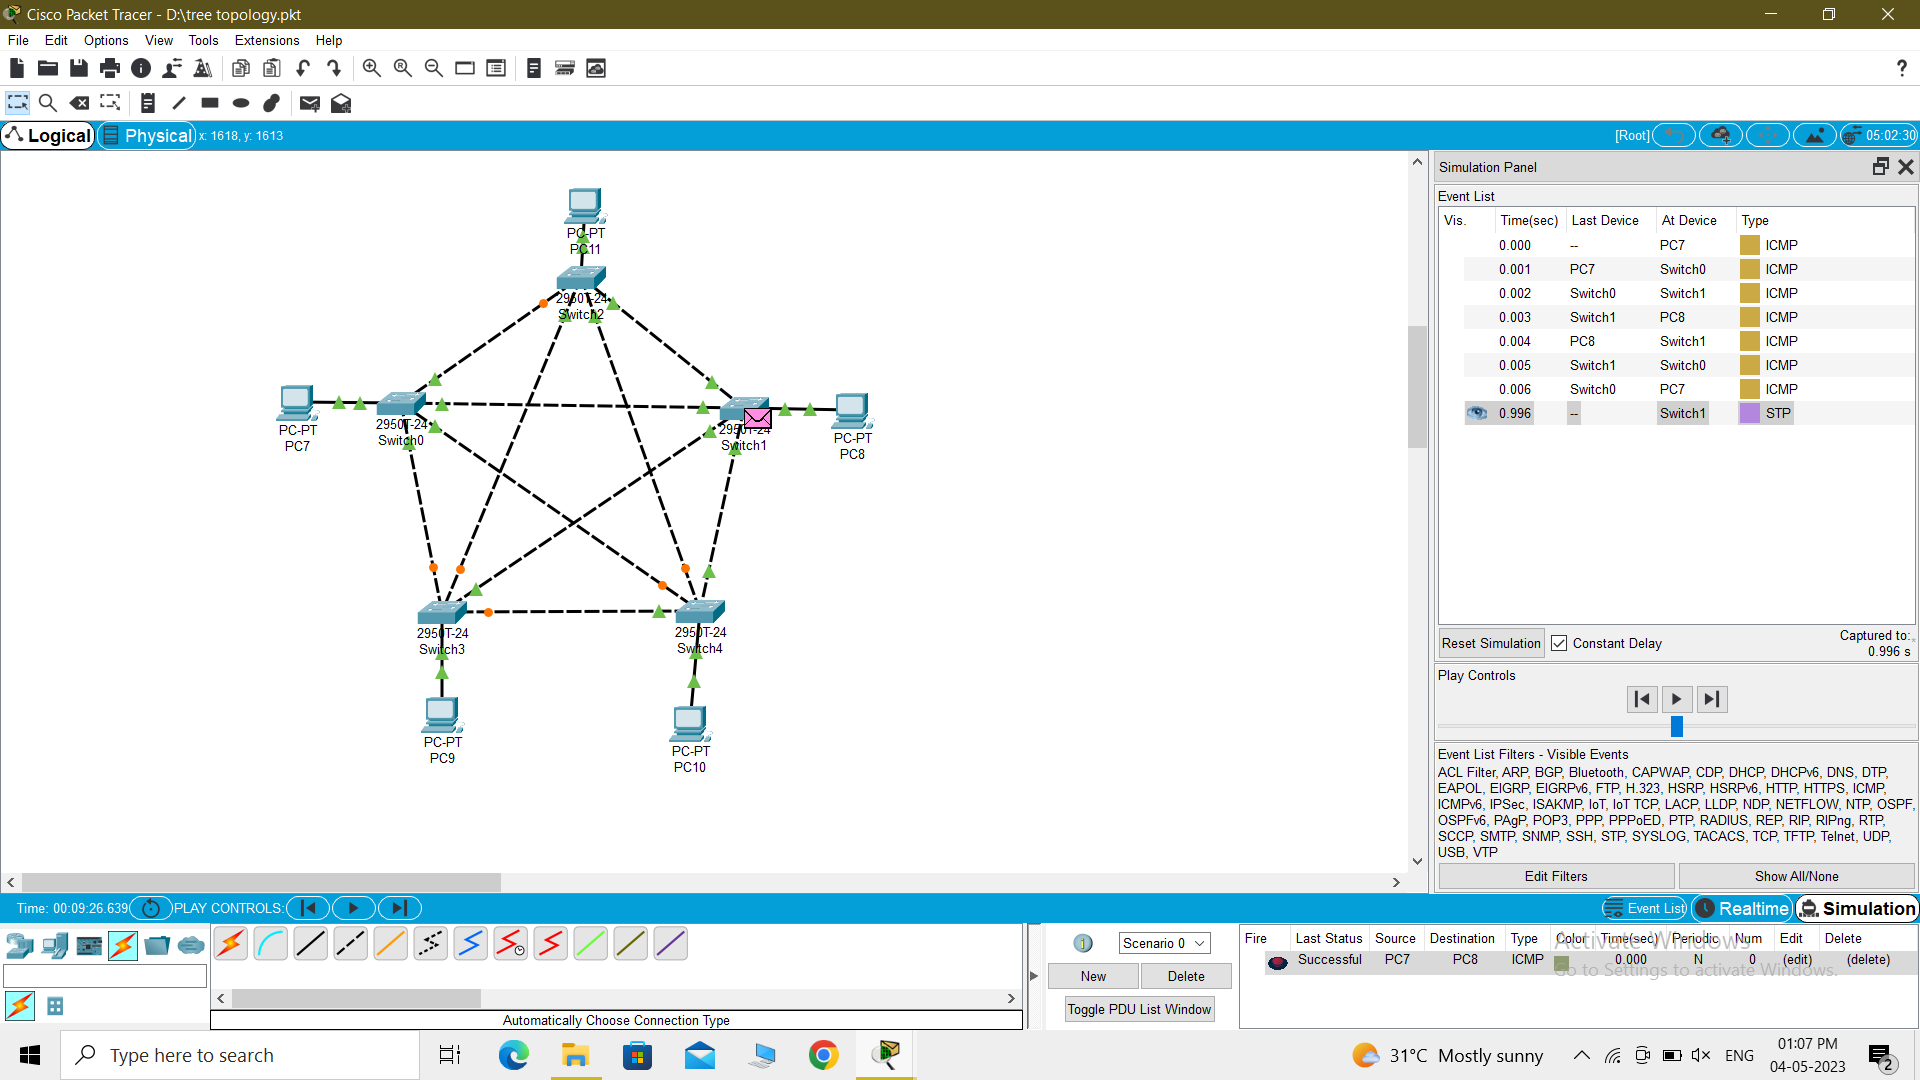 Cisco Packet Tracer - D:\tree topology.pkt
File Edit Options View Tools Extensions Help
Logical Physical x: 1618, y: 1613 [Root] 05:02:30
PC-PT
PC11
2950T-24
Switch2
PC-PT
PC7
2950T-24
Switch0
2950T-24
Switch1
PC-PT
PC8
2950T-24
Switch3
2950T-24
Switch4
PC-PT
PC9
PC-PT
PC10
Simulation Panel
Event List
Vis. Time(sec) Last Device At Device Type
0.000 -- PC7 ICMP
0.001 PC7 Switch0 ICMP
0.002 Switch0 Switch1 ICMP
0.003 Switch1 PC8 ICMP
0.004 PC8 Switch1 ICMP
0.005 Switch1 Switch0 ICMP
0.006 Switch0 PC7 ICMP
0.996 -- Switch1 STP
Reset Simulation Constant Delay Captured to:
0.996 s
Play Controls
Event List Filters - Visible Events
ACL Filter, ARP, BGP, Bluetooth, CAPWAP, CDP, DHCP, DHCPv6, DNS, DTP,
EAPOL, EIGRP, EIGRPv6, FTP, H.323, HSRP, HSRPv6, HTTP, HTTPS, ICMP,
ICMPv6, IPSec, ISAKMP, IoT, IoT TCP, LACP, LLDP, NDP, NETFLOW, NTP, OSPF,
OSPFv6, PAgP, POP3, PPP, PPPoED, PTP, RADIUS, REP, RIP, RIPng, RTP,
SCCP, SMTP, SNMP, SSH, STP, SYSLOG, TACACS, TCP, TFTP, Telnet, UDP,
USB, VTP
Edit Filters Show All/None
Time: 00:09:26.639 PLAY CONTROLS: Event List Realtime Simulation
Scenario 0
New Delete
Toggle PDU List Window
Fire Last Status Source Destination Type Color Time(sec) Periodic Num Edit Delete
Successful PC7 PC8 ICMP 0.000 N 0 (edit) (delete)
Activate Windows
Go to Settings to activate Windows.
Automatically Choose Connection Type
Type here to search
31°C Mostly sunny
ENG
01:07 PM
04-05-2023
2